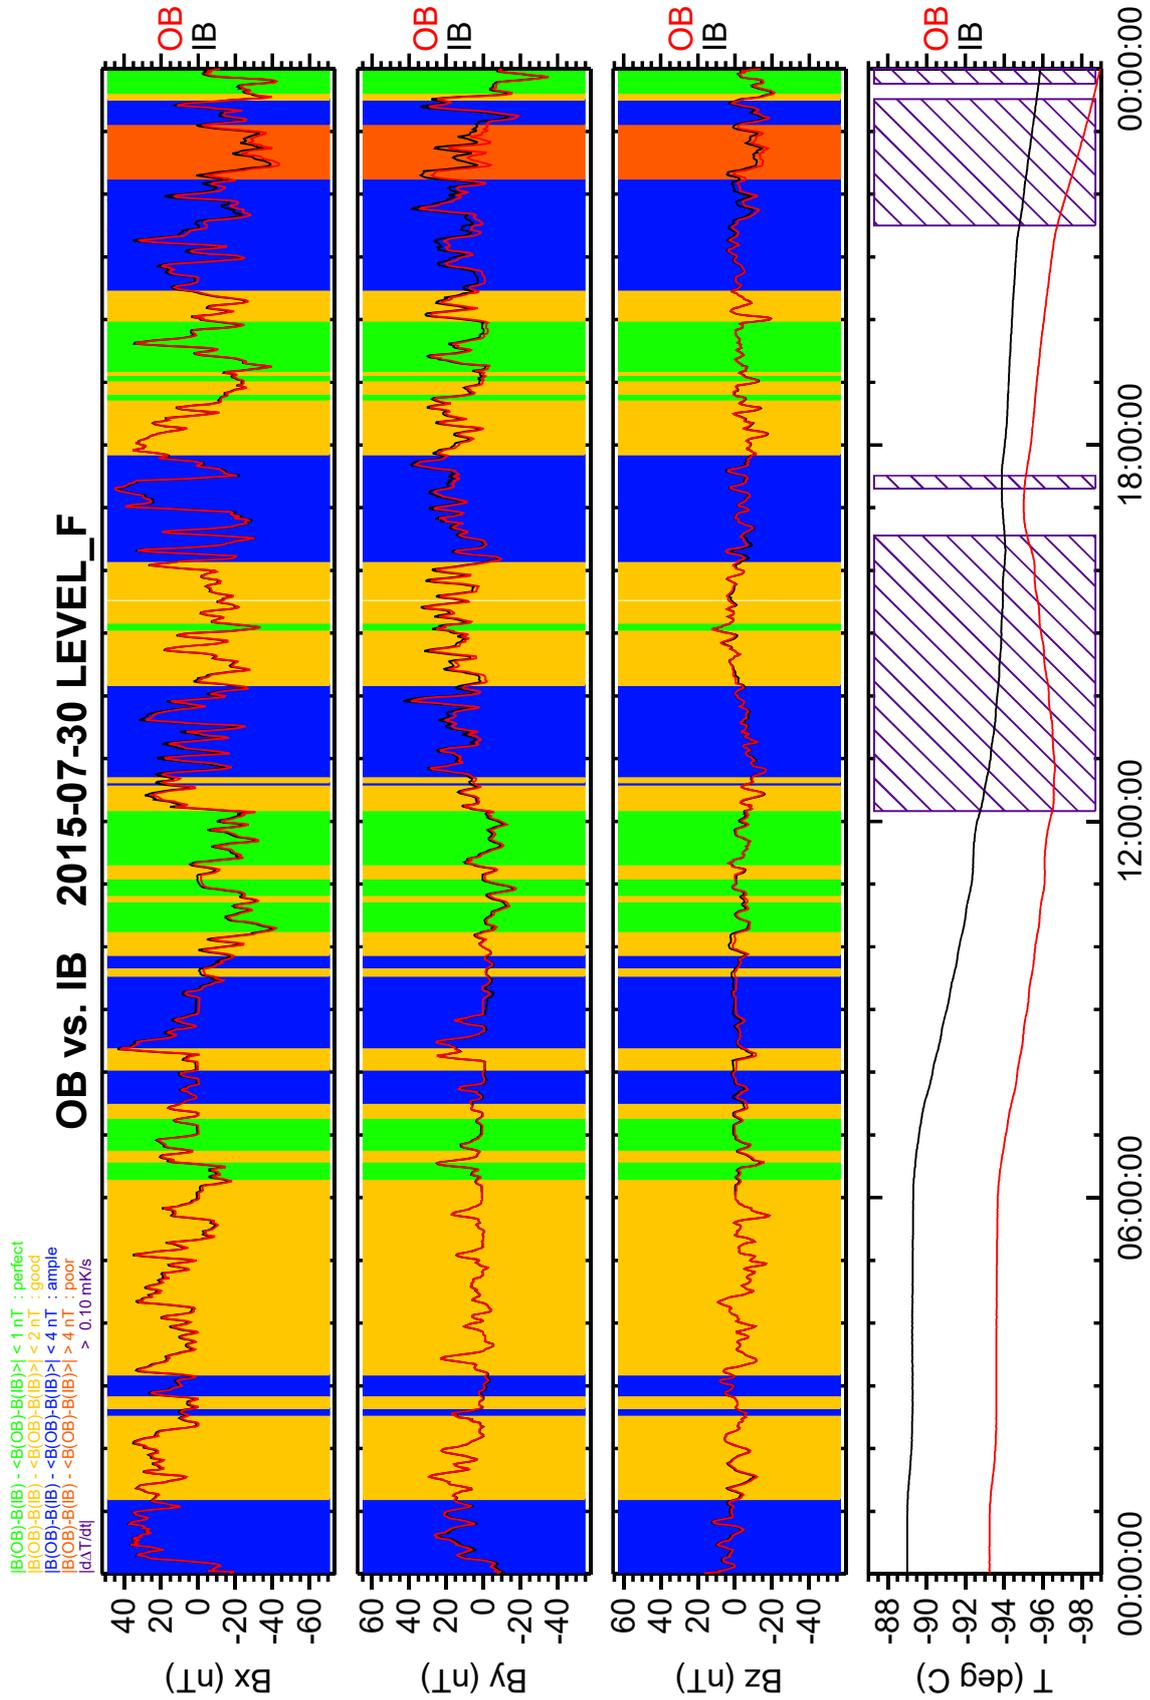 |B(OB)-B(IB) - <B(OB)-B(IB)>| < 1 nT : perfect
|B(OB)-B(IB) - <B(OB)-B(IB)>| < 2 nT : good
|B(OB)-B(IB) - <B(OB)-B(IB)>| < 4 nT : ample
|B(OB)-B(IB) - <B(OB)-B(IB)>| > 4 nT : poor
|dΔT/dt| > 0.10 mK/s
OB vs. IB 2015-07-30 LEVEL_F
Bx (nT)
40
20
0
-20
-40
-60
OB
IB
By (nT)
60
40
20
0
-20
-40
OB
IB
Bz (nT)
60
40
20
0
-20
-40
OB
IB
T (deg C)
-88
-90
-92
-94
-96
-98
OB
IB
00:00:00 06:00:00 12:00:00 18:00:00 00:00:00